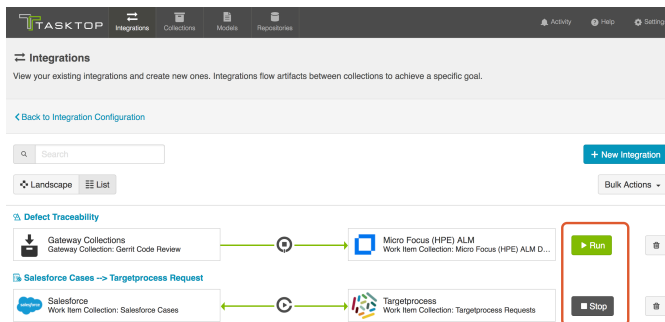 TASKTOP
Integrations
Collections
Models
Repositories
Activity
Help
Setting
Integrations
View your existing integrations and create new ones. Integrations flow artifacts between collections to achieve a specific goal.
Back to Integration Configuration
Search
+ New Integration
Landscape
List
Bulk Actions
Defect Traceability
Gateway Collections
Gateway Collection: Gerrit Code Review
Micro Focus (HPE) ALM
Work Item Collection: Micro Focus (HPE) ALM D...
Run
Salesforce Cases --> Targetprocess Request
salesforce
Salesforce
Work Item Collection: Salesforce Cases
Targetprocess
Work Item Collection: Targetprocess Requests
Stop